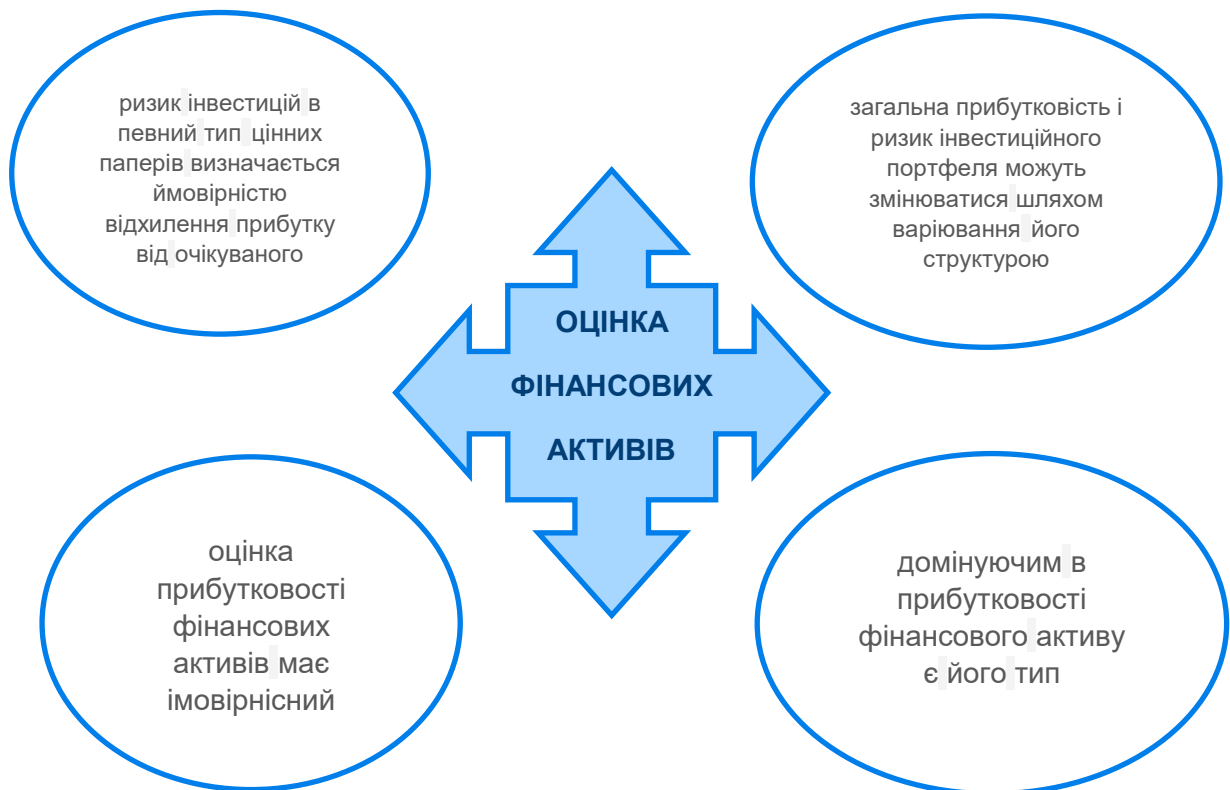 ризик інвестицій в
певний тип цінних
паперів визначається
ймовірністю
відхилення прибутку
від очікуваного
загальна прибутковість і
ризик інвестиційного
портфеля можуть
змінюватися шляхом
варіювання його
структурою
ОЦІНКА
ФІНАНСОВИХ
АКТИВІВ
оцінка
прибутковості
фінансових
активів має
імовірнісний
домінуючим в
прибутковості
фінансового активу
є його тип